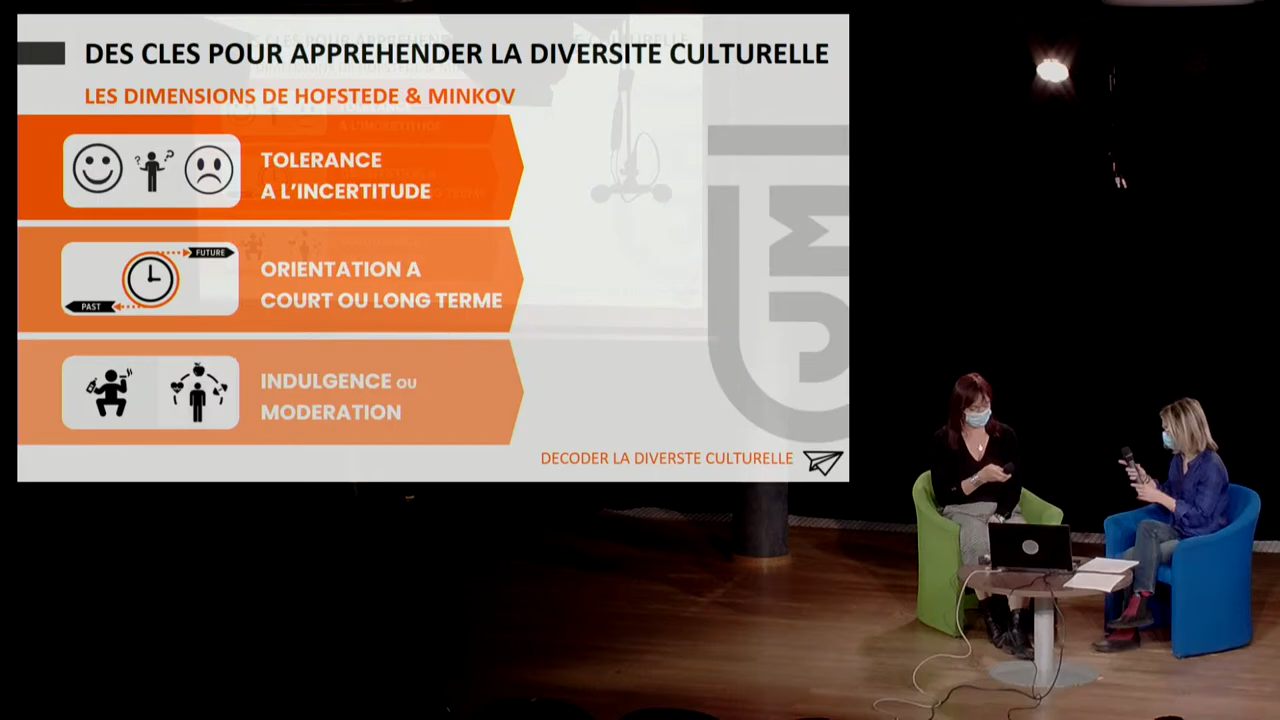 DES CLES POUR APPREHENDER LA DIVERSITE CULTURELLE
LES DIMENSIONS DE HOFSTEDE & MINKOV
TOLERANCE
A L'INCERTITUDE
FUTURE
PAST
ORIENTATION A
COURT OU LONG TERME
INDULGENCE OU
MODERATION
DECODER LA DIVERSTE CULTURELLE